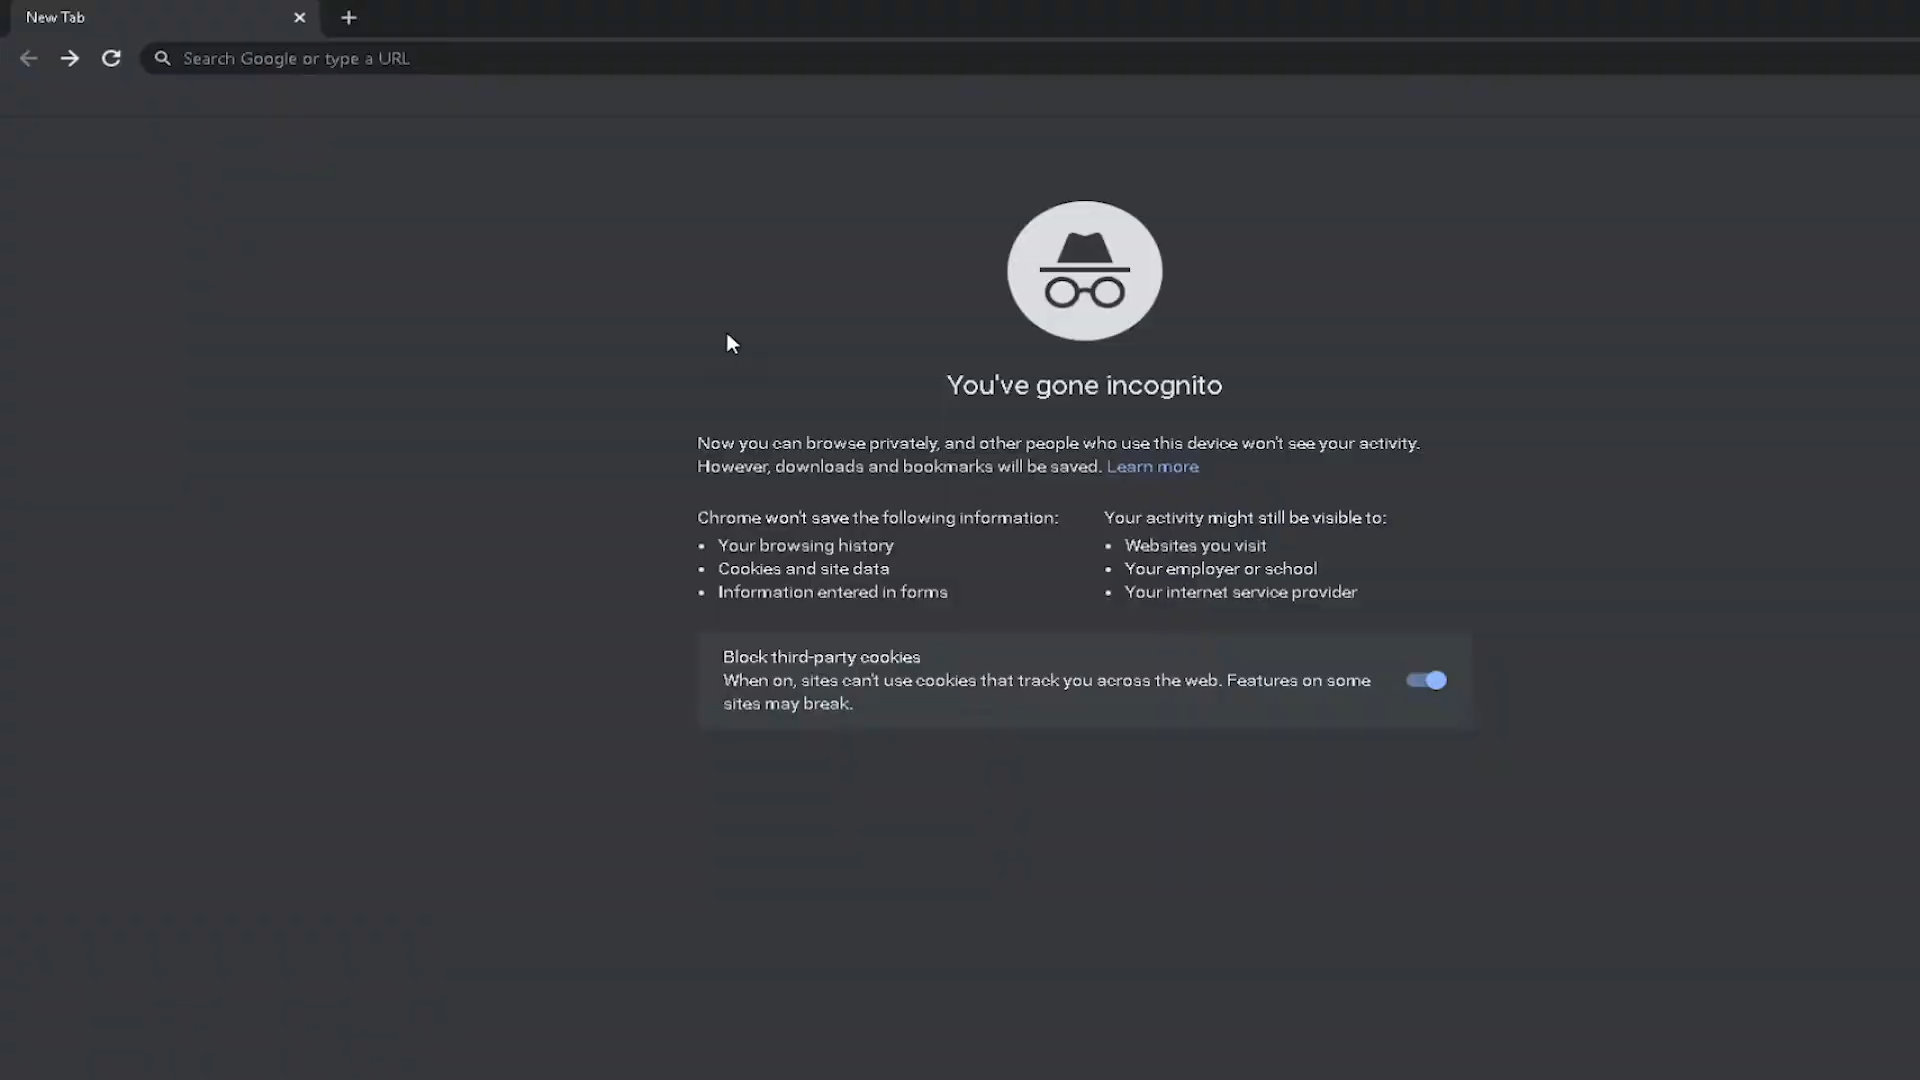 New Tab
Search Google or type a URL
You've gone incognito
Now you can browse privately, and other people who use this device won't see your activity.
However, downloads and bookmarks will be saved. Learn more
Chrome won't save the following information:
• Your browsing history
• Cookies and site data
• Information entered in forms
Your activity might still be visible to:
• Websites you visit
• Your employer or school
• Your internet service provider
Block third-party cookies
When on, sites can't use cookies that track you across the web. Features on some
sites may break.